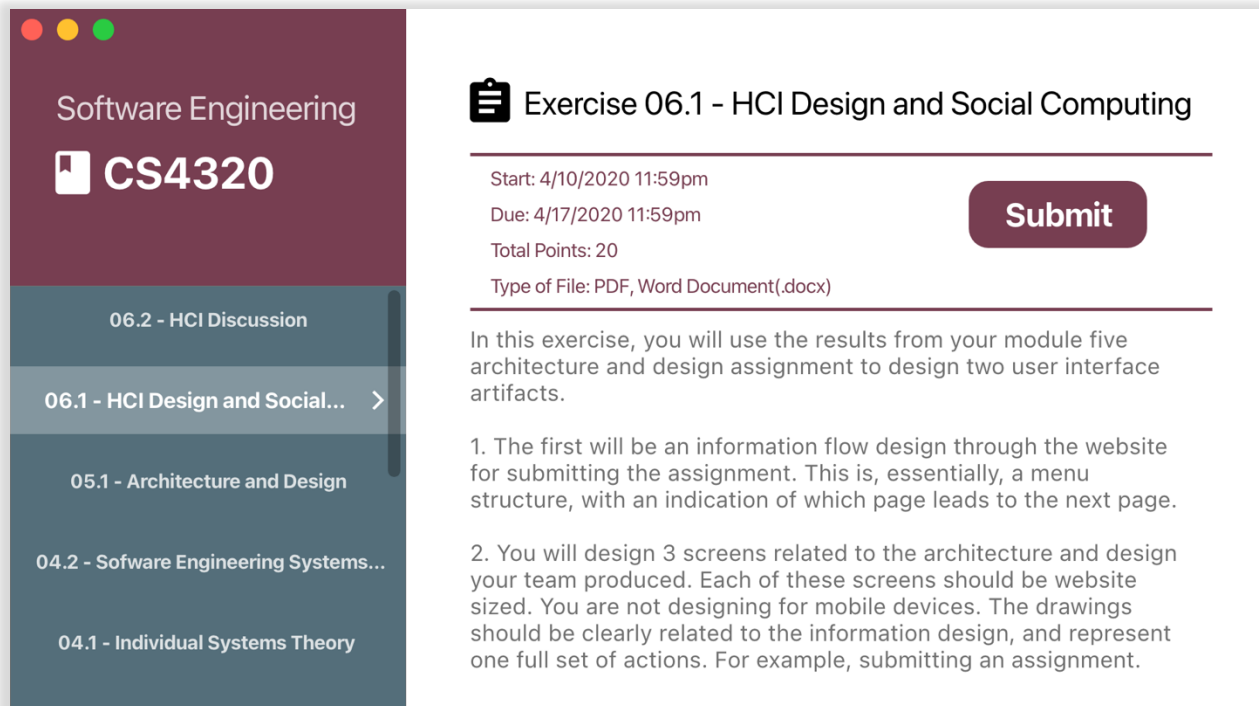 Software Engineering
CS4320
06.2 - HCI Discussion
06.1 - HCI Design and Social...
05.1 - Architecture and Design
04.2 - Sofware Engineering Systems...
04.1 - Individual Systems Theory
Exercise 06.1 - HCI Design and Social Computing
Start: 4/10/2020 11:59pm
Due: 4/17/2020 11:59pm
Total Points: 20
Type of File: PDF, Word Document(.docx)
Submit
In this exercise, you will use the results from your module five
architecture and design assignment to design two user interface
artifacts.
1. The first will be an information flow design through the website
for submitting the assignment. This is, essentially, a menu
structure, with an indication of which page leads to the next page.
2. You will design 3 screens related to the architecture and design
your team produced. Each of these screens should be website
sized. You are not designing for mobile devices. The drawings
should be clearly related to the information design, and represent
one full set of actions. For example, submitting an assignment.